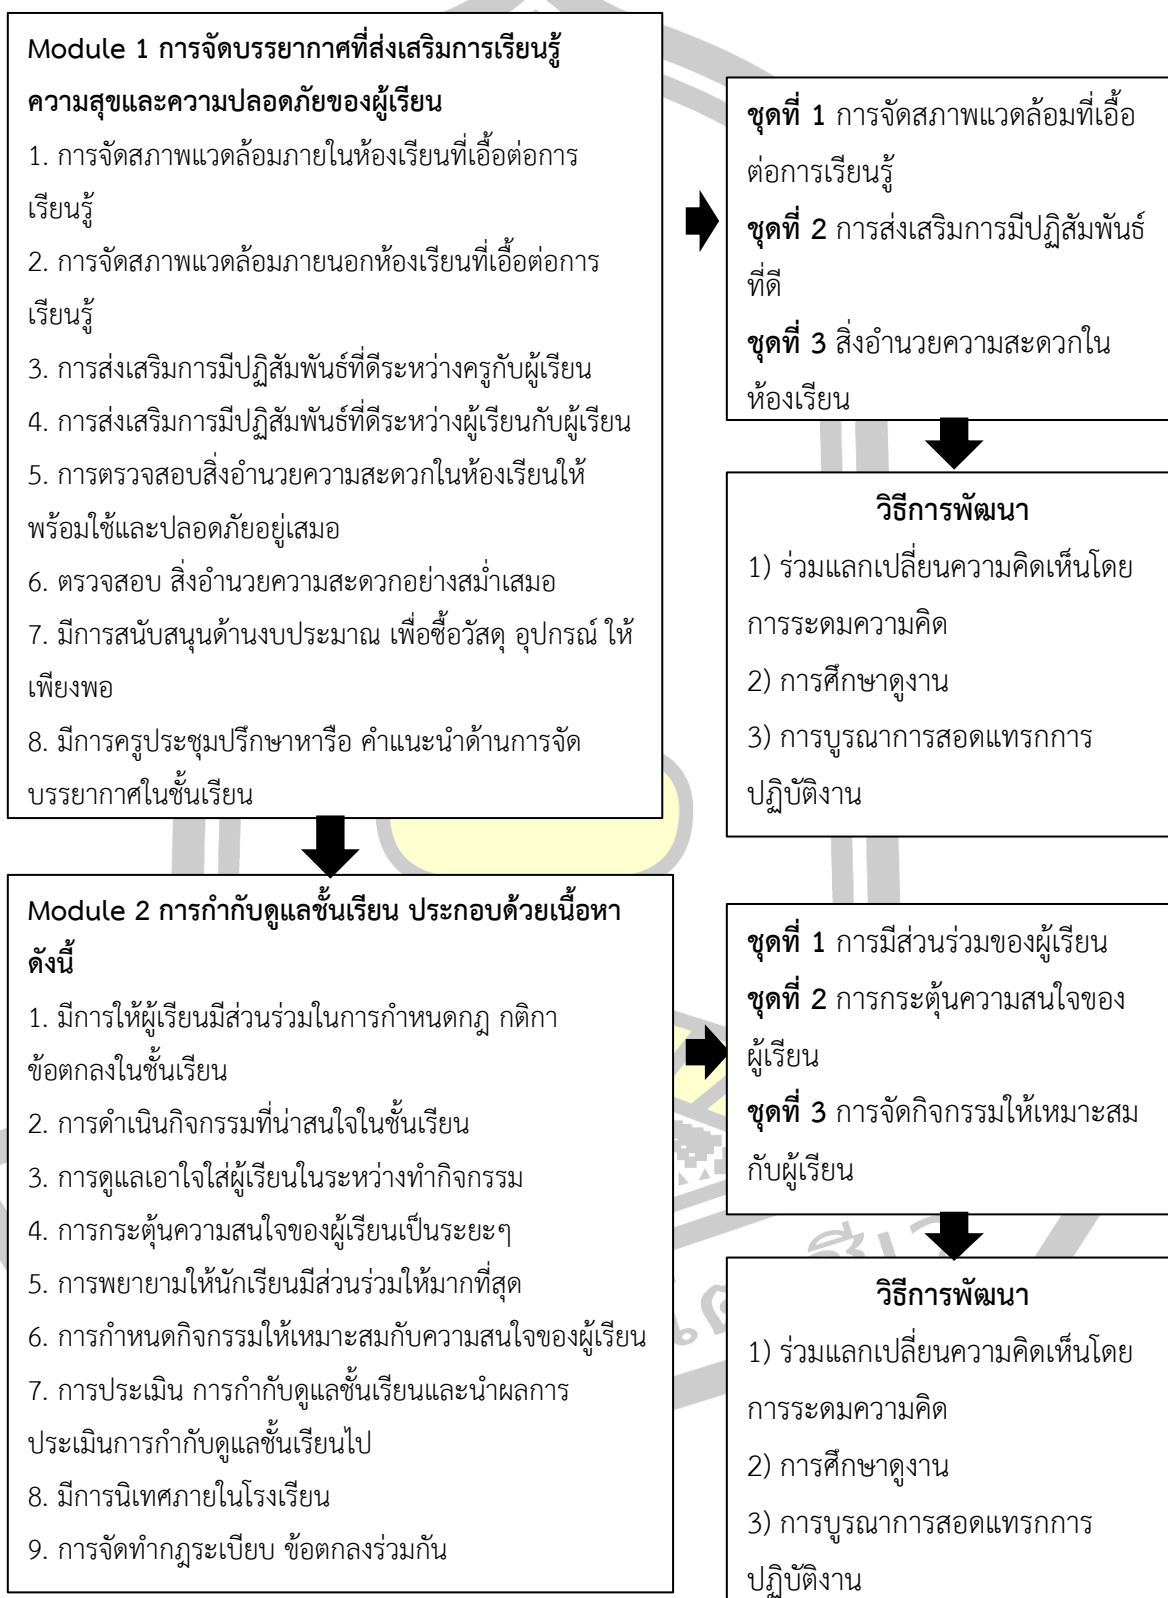 Module 1 การจัดบรรยากาศที่ส่งเสริมการเรียนรู้
ความสุขและความปลอดภัยของผู้เรียน
1. การจัดสภาพแวดล้อมภายในห้องเรียนที่เอื้อต่อการ
เรียนรู้
2. การจัดสภาพแวดล้อมภายนอกห้องเรียนที่เอื้อต่อการ
เรียนรู้
3. การส่งเสริมการมีปฏิสัมพันธ์ที่ดีระหว่างครูกับผู้เรียน
4. การส่งเสริมการมีปฏิสัมพันธ์ที่ดีระหว่างผู้เรียนกับผู้เรียน
5. การตรวจสอบสิ่งอำนวยความสะดวกในห้องเรียนให้
พร้อมใช้และปลอดภัยอยู่เสมอ
6. ตรวจสอบ สิ่งอำนวยความสะดวกอย่างสม่ำเสมอ
7. มีการสนับสนุนด้านงบประมาณ เพื่อซื้อวัสดุ อุปกรณ์ ให้
เพียงพอ
8. มีการครูประชุมปรึกษาหารือ คำแนะนำด้านการจัด
บรรยากาศในชั้นเรียน
ชุดที่ 1 การจัดสภาพแวดล้อมที่เอื้อ
ต่อการเรียนรู้
ชุดที่ 2 การส่งเสริมการมีปฏิสัมพันธ์
ที่ดี
ชุดที่ 3 สิ่งอำนวยความสะดวกใน
ห้องเรียน
วิธีการพัฒนา
1) ร่วมแลกเปลี่ยนความคิดเห็นโดย
การระดมความคิด
2) การศึกษาดูงาน
3) การบูรณาการสอดแทรกการ
ปฏิบัติงาน
Module 2 การกำกับดูแลชั้นเรียน ประกอบด้วยเนื้อหา
ดังนี้
1. มีการให้ผู้เรียนมีส่วนร่วมในการกำหนดกฎ กติกา
ข้อตกลงในชั้นเรียน
2. การดำเนินกิจกรรมที่น่าสนใจในชั้นเรียน
3. การดูแลเอาใจใส่ผู้เรียนในระหว่างทำกิจกรรม
4. การกระตุ้นความสนใจของผู้เรียนเป็นระยะๆ
5. การพยายามให้นักเรียนมีส่วนร่วมให้มากที่สุด
6. การกำหนดกิจกรรมให้เหมาะสมกับความสนใจของผู้เรียน
7. การประเมิน การกำกับดูแลชั้นเรียนและนำผลการ
ประเมินการกำกับดูแลชั้นเรียนไป
8. มีการนิเทศภายในโรงเรียน
9. การจัดทำกฎระเบียบ ข้อตกลงร่วมกัน
ชุดที่ 1 การมีส่วนร่วมของผู้เรียน
ชุดที่ 2 การกระตุ้นความสนใจของ
ผู้เรียน
ชุดที่ 3 การจัดกิจกรรมให้เหมาะสม
กับผู้เรียน
วิธีการพัฒนา
1) ร่วมแลกเปลี่ยนความคิดเห็นโดย
การระดมความคิด
2) การศึกษาดูงาน
3) การบูรณาการสอดแทรกการ
ปฏิบัติงาน